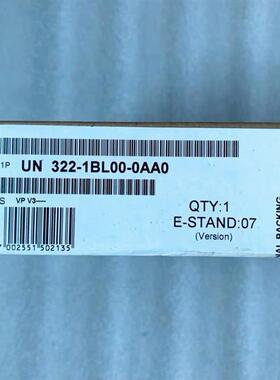 1P UN 322-1BL00-0AA0
S VP V3----
QTY:1
E-STAND:07
(Version)
002551 502135
NAL PACKING